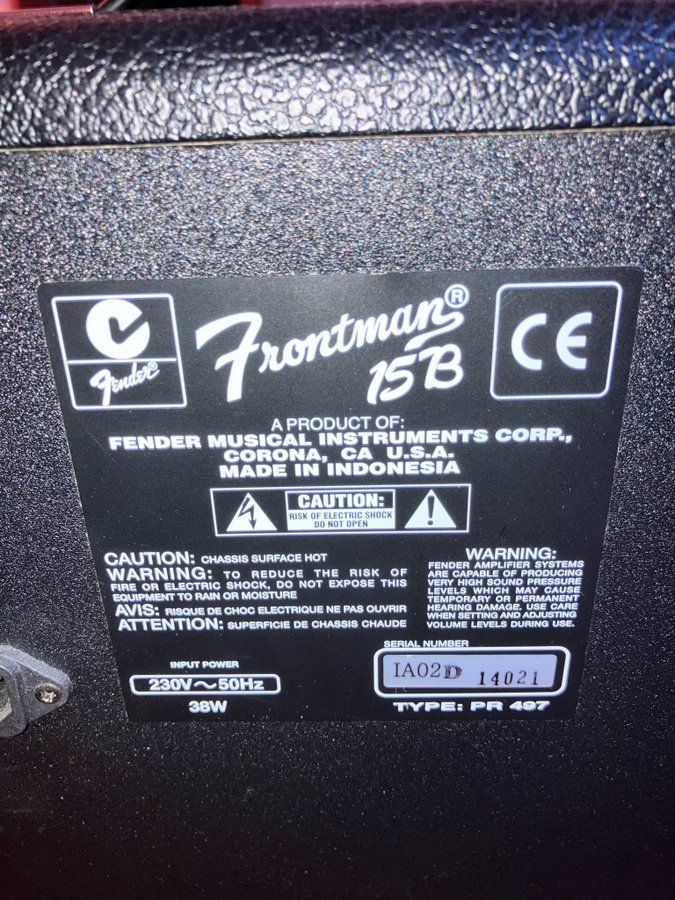 Fender
Frontman®
15B
CE
A PRODUCT OF:
FENDER MUSICAL INSTRUMENTS CORP.,
CORONA, CA U.S.A.
MADE IN INDONESIA
CAUTION:
RISK OF ELECTRIC SHOCK
DO NOT OPEN
CAUTION: CHASSIS SURFACE HOT
WARNING: TO REDUCE THE RISK OF
FIRE OR ELECTRIC SHOCK, DO NOT EXPOSE THIS
EQUIPMENT TO RAIN OR MOISTURE
AVIS: RISQUE DE CHOC ELECTRIQUE NE PAS OUVRIR
ATTENTION: SUPERFICIE DE CHASSIS CHAUDE
WARNING:
FENDER AMPLIFIER SYSTEMS
ARE CAPABLE OF PRODUCING
VERY HIGH SOUND PRESSURE
LEVELS WHICH MAY CAUSE
TEMPORARY OR PERMANENT
HEARING DAMAGE. USE CARE
WHEN SETTING AND ADJUSTING
VOLUME LEVELS DURING USE.
INPUT POWER
230V～50Hz
38W
SERIAL NUMBER
IA02D 14021
TYPE: PR 497